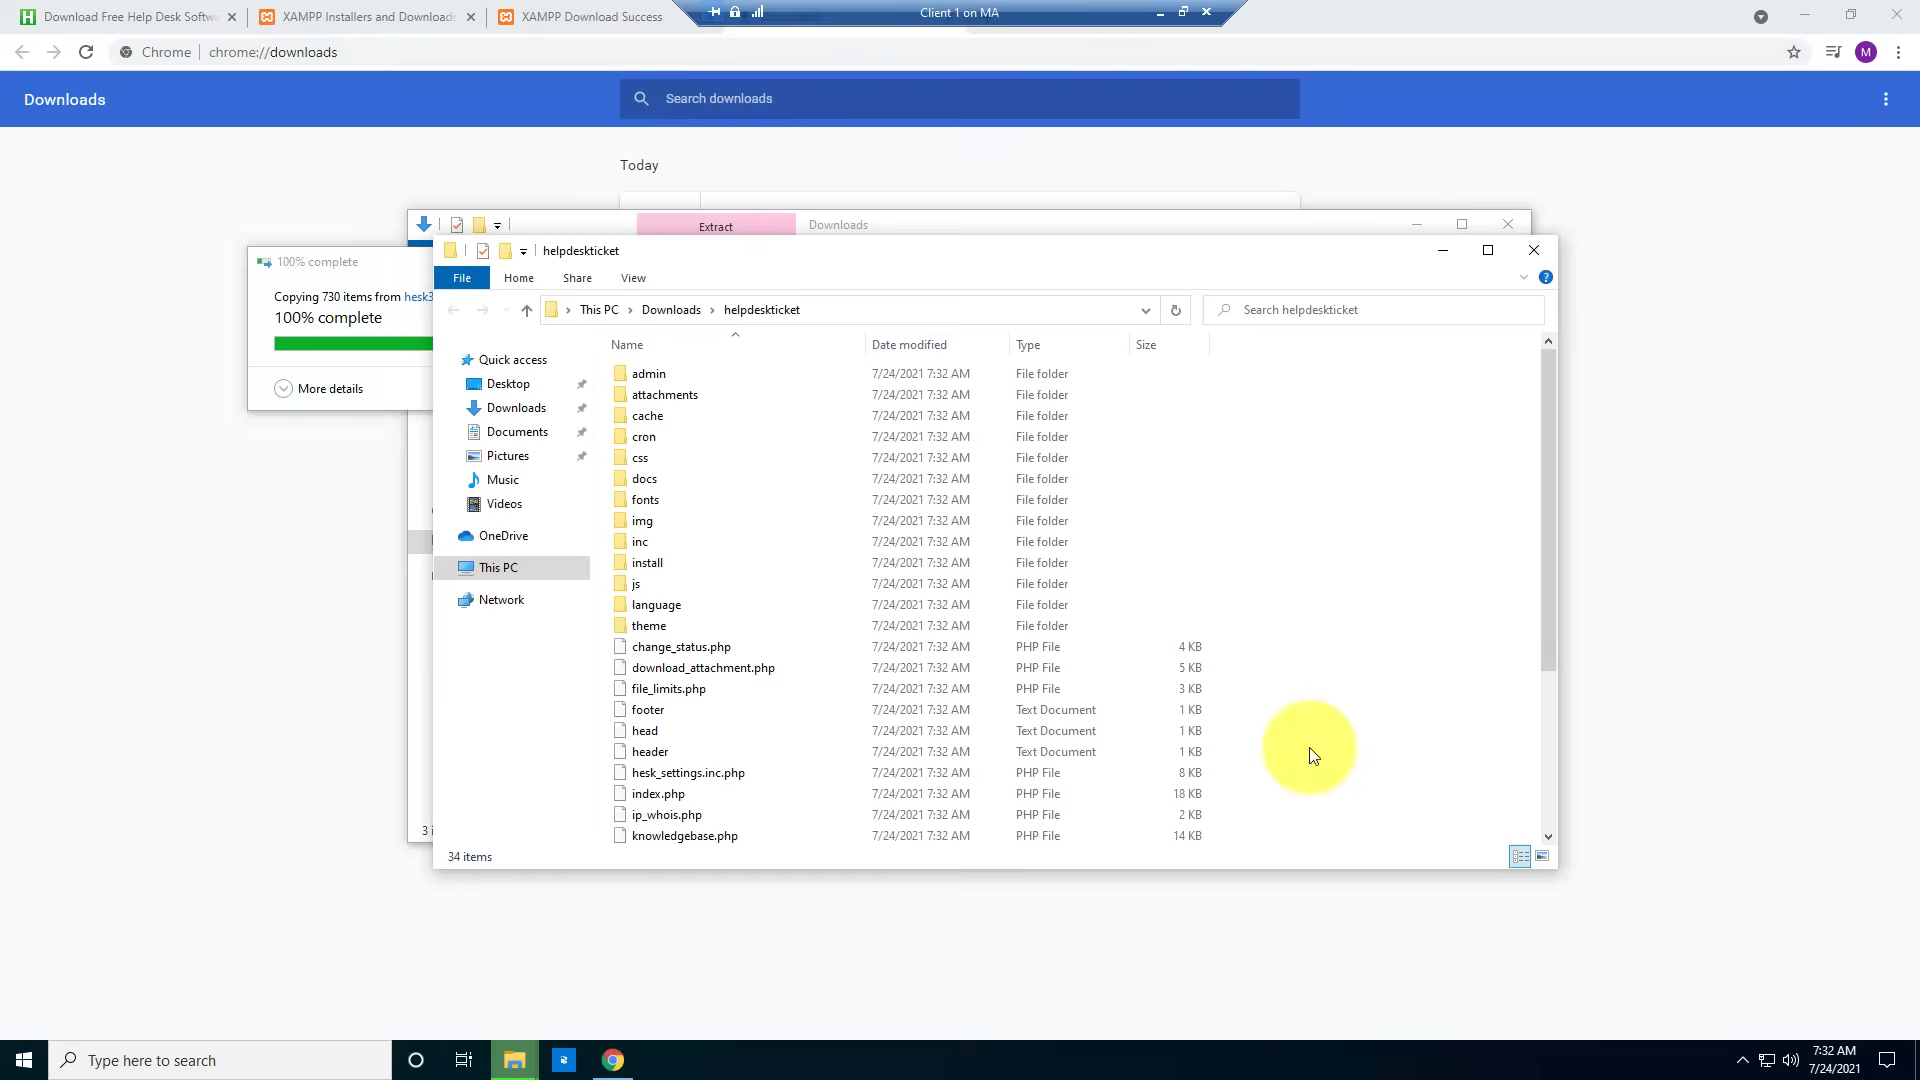 Download Free Help Desk Softw
XAMPP Installers and Downloads
XAMPP Download Success
Client 1 on MA
Chrome
chrome://downloads
M
Downloads
Search downloads
Today
Extract
Downloads
100% complete
Copying 730 items from hesk3
100% complete
More details
helpdeskticket
File
Home
Share
View
This PC
Downloads
helpdeskticket
Search helpdeskticket
Name
Date modified
Type
Size
Quick access
Desktop
Downloads
Documents
Pictures
Music
Videos
OneDrive
This PC
Network
admin 7/24/2021 7:32 AM File folder
attachments 7/24/2021 7:32 AM File folder
cache 7/24/2021 7:32 AM File folder
cron 7/24/2021 7:32 AM File folder
css 7/24/2021 7:32 AM File folder
docs 7/24/2021 7:32 AM File folder
fonts 7/24/2021 7:32 AM File folder
img 7/24/2021 7:32 AM File folder
inc 7/24/2021 7:32 AM File folder
install 7/24/2021 7:32 AM File folder
js 7/24/2021 7:32 AM File folder
language 7/24/2021 7:32 AM File folder
theme 7/24/2021 7:32 AM File folder
change_status.php 7/24/2021 7:32 AM PHP File 4 KB
download_attachment.php 7/24/2021 7:32 AM PHP File 5 KB
file_limits.php 7/24/2021 7:32 AM PHP File 3 KB
footer 7/24/2021 7:32 AM Text Document 1 KB
head 7/24/2021 7:32 AM Text Document 1 KB
header 7/24/2021 7:32 AM Text Document 1 KB
hesk_settings.inc.php 7/24/2021 7:32 AM PHP File 8 KB
index.php 7/24/2021 7:32 AM PHP File 18 KB
ip_whois.php 7/24/2021 7:32 AM PHP File 2 KB
knowledgebase.php 7/24/2021 7:32 AM PHP File 14 KB
3 i
34 items
Type here to search
7:32 AM
7/24/2021